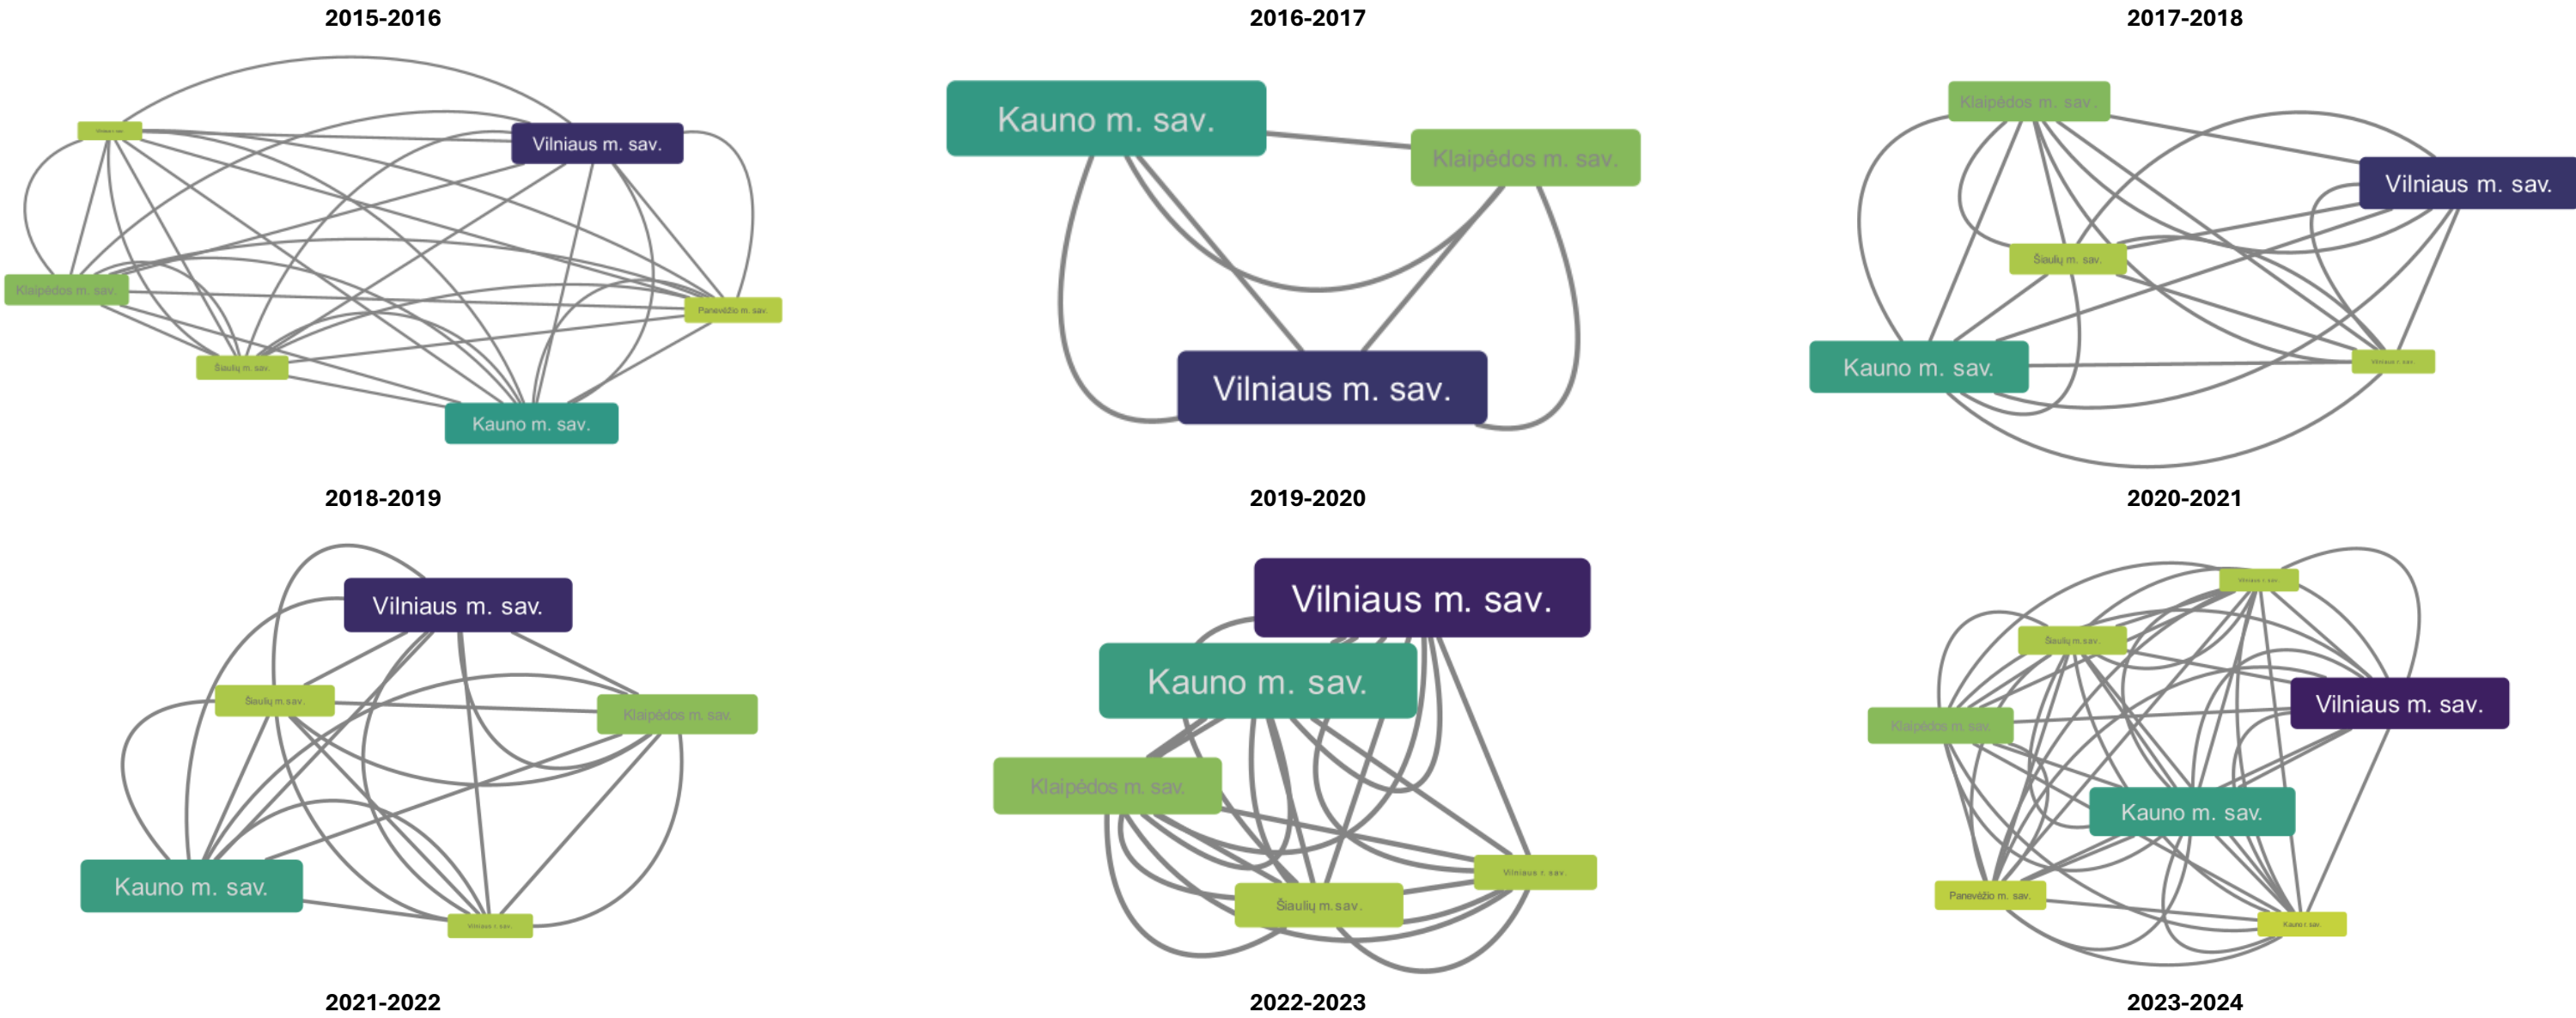 2015-2016
2016-2017
2017-2018
Vilniaus r. sav.
Vilniaus m. sav.
Klaipėdos m. sav.
Panevėžio m. sav.
Šiaulių m. sav.
Kauno m. sav.
Kauno m. sav.
Klaipėdos m. sav.
Vilniaus m. sav.
Klaipėdos m. sav.
Vilniaus m. sav.
Šiaulių m. sav.
Kauno m. sav.
Vilniaus r. sav.
2018-2019
2019-2020
2020-2021
Vilniaus m. sav.
Šiaulių m. sav.
Klaipėdos m. sav.
Kauno m. sav.
Vilniaus r. sav.
Vilniaus m. sav.
Kauno m. sav.
Klaipėdos m. sav.
Vilniaus r. sav.
Šiaulių m. sav.
Vilniaus r. sav.
Šiaulių m. sav.
Vilniaus m. sav.
Klaipėdos m. sav.
Kauno m. sav.
Panevėžio m. sav.
Kauno r. sav.
2021-2022
2022-2023
2023-2024